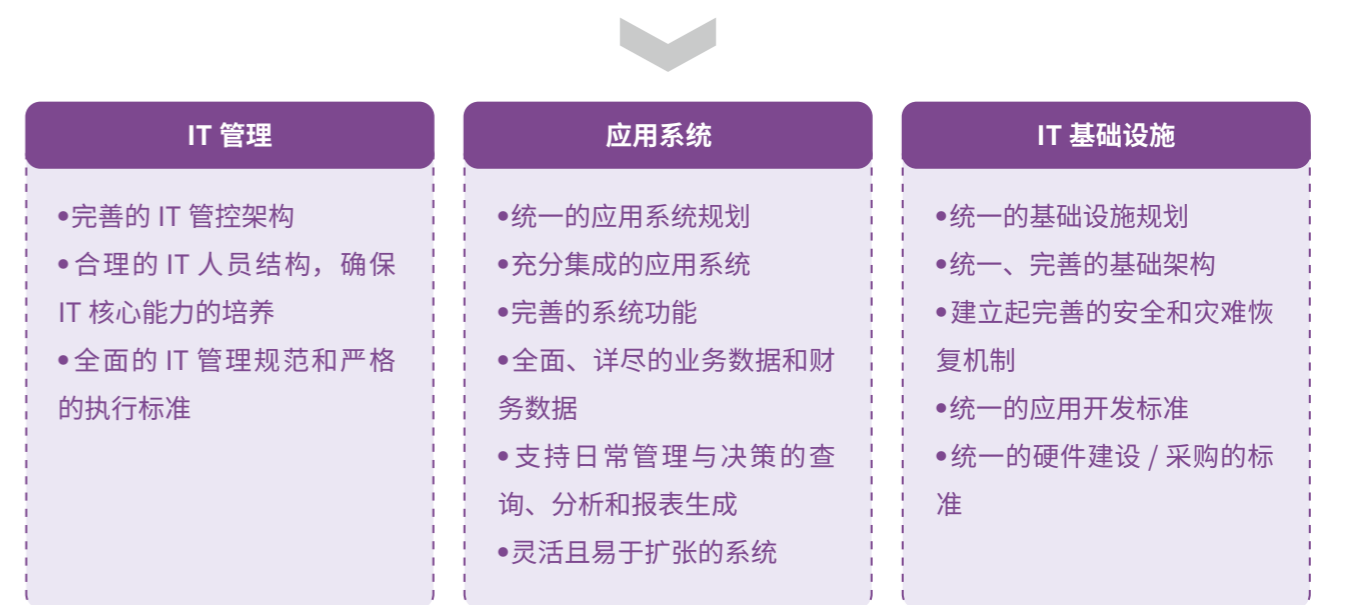 IT 管理
•完善的 IT 管控架构
•合理的 IT 人员结构，确保
IT 核心能力的培养
•全面的 IT 管理规范和严格
的执行标准
应用系统
•统一的应用系统规划
•充分集成的应用系统
•完善的系统功能
•全面、详尽的业务数据和财
务数据
•支持日常管理与决策的查
询、分析和报表生成
•灵活且易于扩张的系统
IT 基础设施
•统一的基础设施规划
•统一、完善的基础架构
•建立起完善的安全和灾难恢
复机制
•统一的应用开发标准
•统一的硬件建设 / 采购的标
准